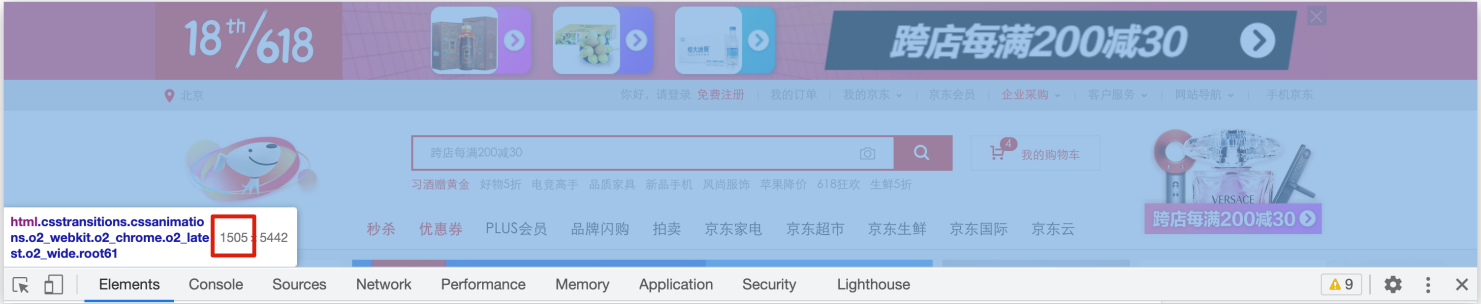 18th/618
跨店每满200减30
北京
你好，请登录 免费注册 我的订单 我的京东 京东会员 企业采购 客户服务 网站导航 手机京东
跨店每满200减30
4
我的购物车
习酒赠黄金 好物5折 电竞高手 品质家具 新品手机 风尚服饰 苹果降价 618狂欢 生鲜5折
VERSACE
跨店每满200减30
秒杀 优惠券 PLUS会员 品牌闪购 拍卖 京东家电 京东超市 京东生鲜 京东国际 京东云
html.csstransitions.cssanimatio
ns.o2_webkit.o2_chrome.o2_late
st.o2_wide.root61
1505 × 5442
Elements Console Sources Network Performance Memory Application Security Lighthouse
9